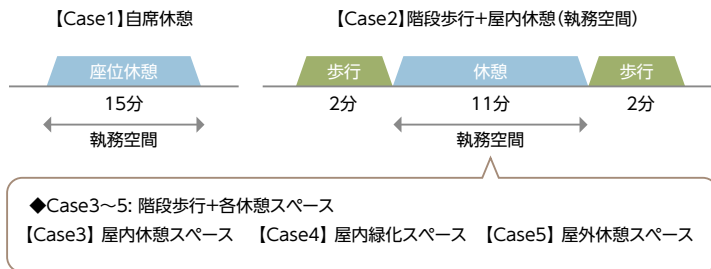 【Case1】自席休憩
【Case2】階段歩行+屋内休憩(執務空間)
座位休憩
歩行
休憩
歩行
15分
2分
11分
2分
執務空間
執務空間
◆Case3～5: 階段歩行+各休憩スペース
【Case3】屋内休憩スペース 【Case4】屋内緑化スペース 【Case5】屋外休憩スペース